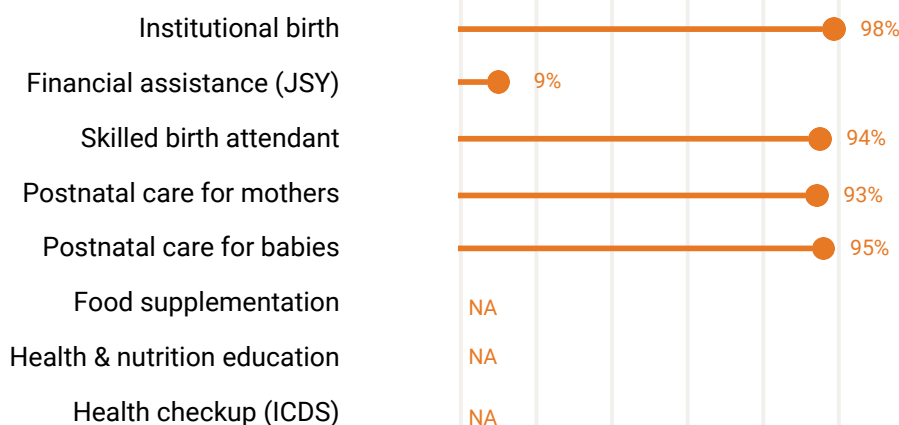 Institutional birth 98%
Financial assistance (JSY) 9%
Skilled birth attendant 94%
Postnatal care for mothers 93%
Postnatal care for babies 95%
Food supplementation NA
Health & nutrition education NA
Health checkup (ICDS) NA